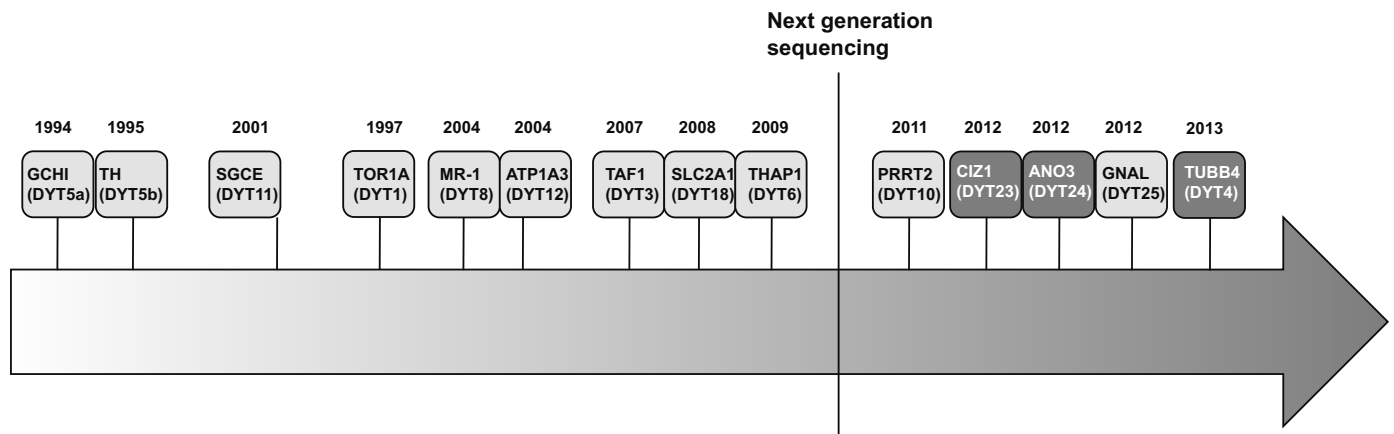 Next generation
sequencing
1994
1995
2001
1997
2004
2004
2007
2008
2009
2011
2012
2012
2012
2013
GCHI
(DYT5a)
TH
(DYT5b)
SGCE
(DYT11)
TOR1A
(DYT1)
MR-1
(DYT8)
ATP1A3
(DYT12)
TAF1
(DYT3)
SLC2A1
(DYT18)
THAP1
(DYT6)
PRRT2
(DYT10)
CIZ1
(DYT23)
ANO3
(DYT24)
GNAL
(DYT25)
TUBB4
(DYT4)